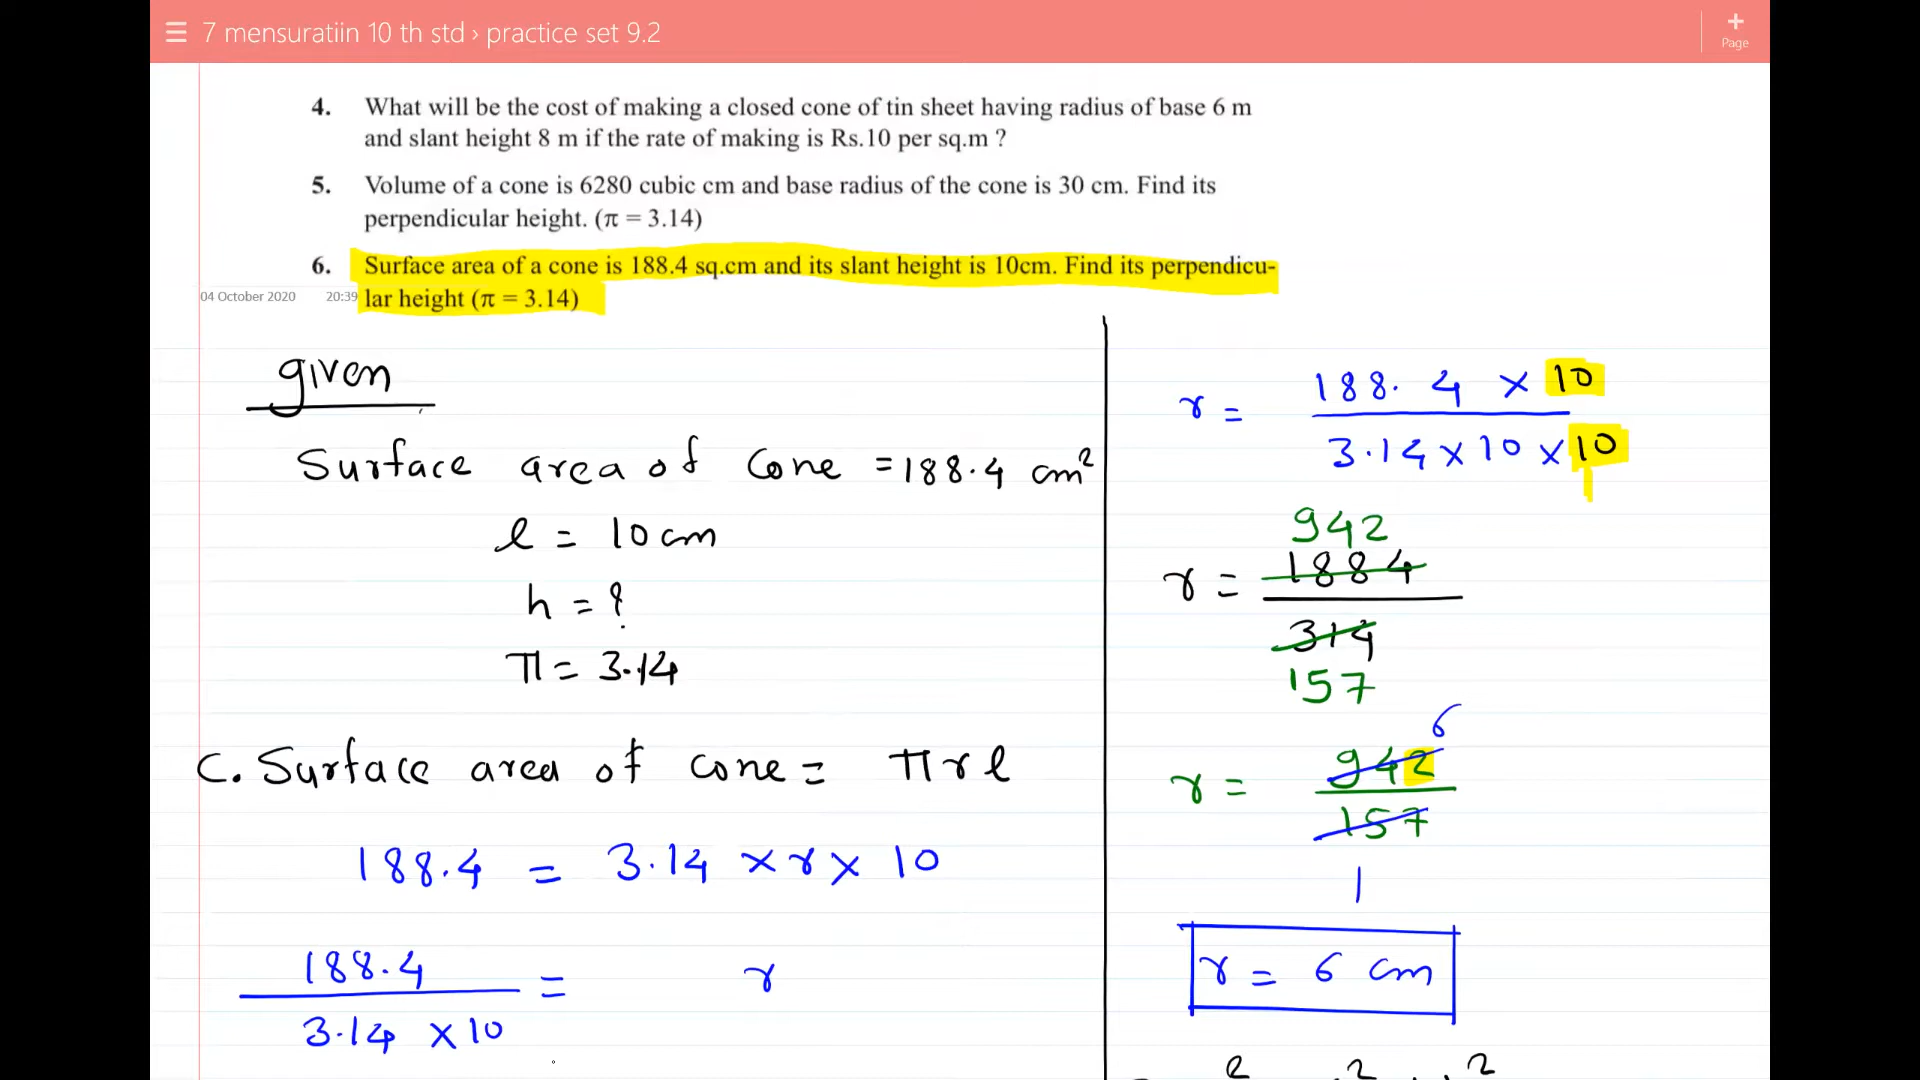 7 mensuratiin 10 th std › practice set 9.2
+
Page
4. What will be the cost of making a closed cone of tin sheet having radius of base 6 m
and slant height 8 m if the rate of making is Rs.10 per sq.m ?
5. Volume of a cone is 6280 cubic cm and base radius of the cone is 30 cm. Find its
perpendicular height. (π = 3.14)
6. Surface area of a cone is 188.4 sq.cm and its slant height is 10cm. Find its perpendicu-
lar height (π = 3.14)
04 October 2020 20:39
given
Surface area of Cone = 188.4 cm²
l = 10 cm
h = ?
π = 3.14
C. Surface area of cone = π r l
188.4 = 3.14 × r × 10
188.4
3.14 × 10
= r
r = 188.4 × 10
3.14 × 10 × 10
942
r = 1884
314
157
6
r = 942
157
1
r = 6 cm
2 2